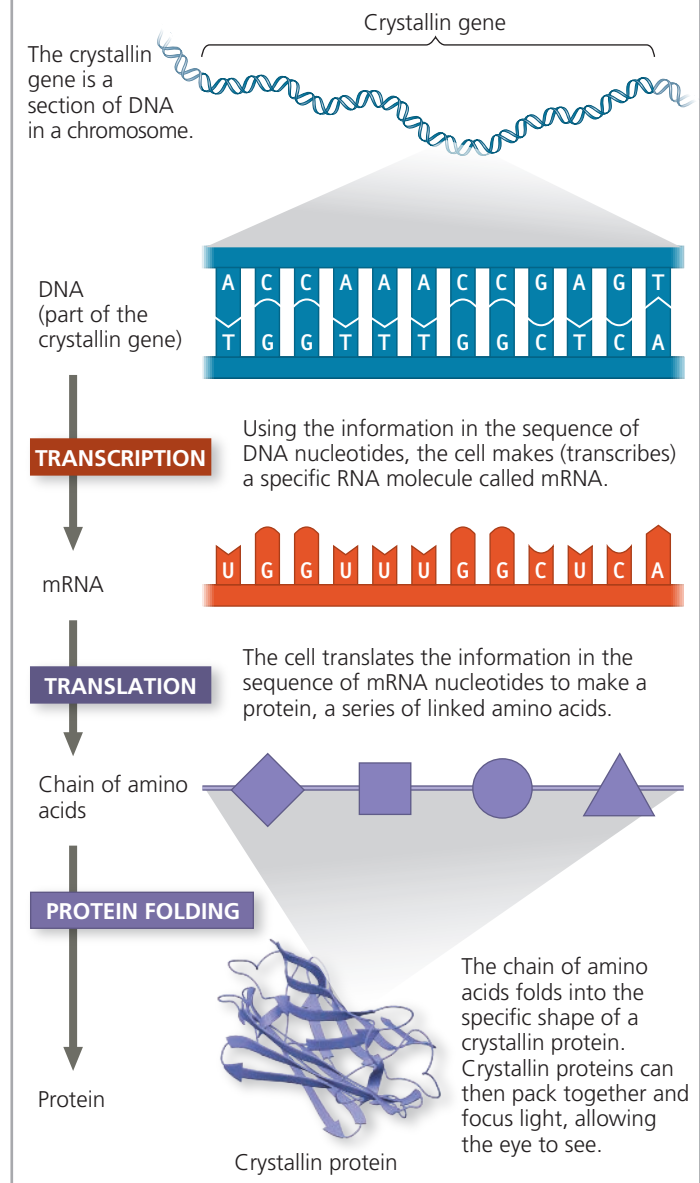 Crystallin gene
The crystallin
gene is a
section of DNA
in a chromosome.
A C C A A A C C G A G T
DNA
(part of the
crystallin gene)
T G G T T T G G C T C A
TRANSCRIPTION
Using the information in the sequence of
DNA nucleotides, the cell makes (transcribes)
a specific RNA molecule called mRNA.
mRNA
U G G U U U G G C U C A
TRANSLATION
The cell translates the information in the
sequence of mRNA nucleotides to make a
protein, a series of linked amino acids.
Chain of amino
acids
PROTEIN FOLDING
The chain of amino
acids folds into the
specific shape of a
crystallin protein.
Crystallin proteins can
then pack together and
focus light, allowing
the eye to see.
Protein
Crystallin protein